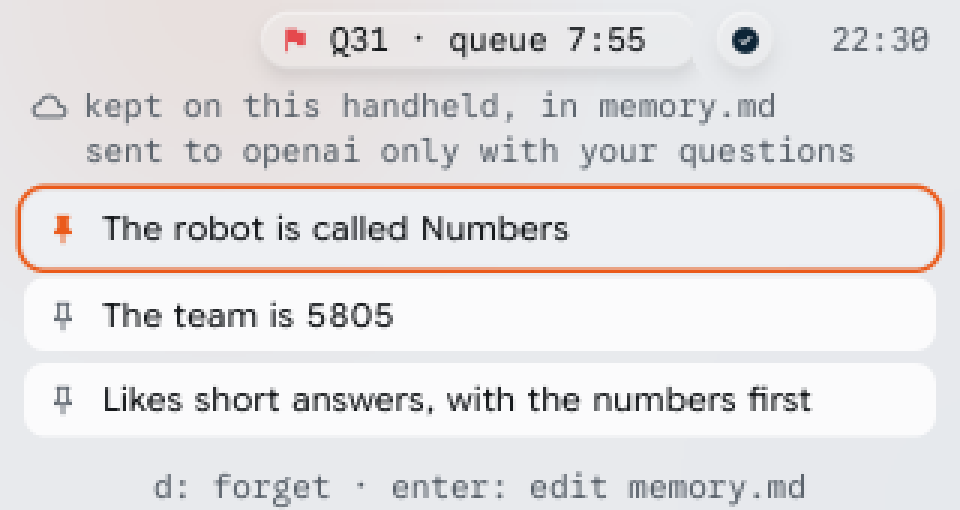 Q31 · queue 7:55
22:30
kept on this handheld, in memory.md
sent to openai only with your questions
The robot is called Numbers
The team is 5805
Likes short answers, with the numbers first
d: forget · enter: edit memory.md